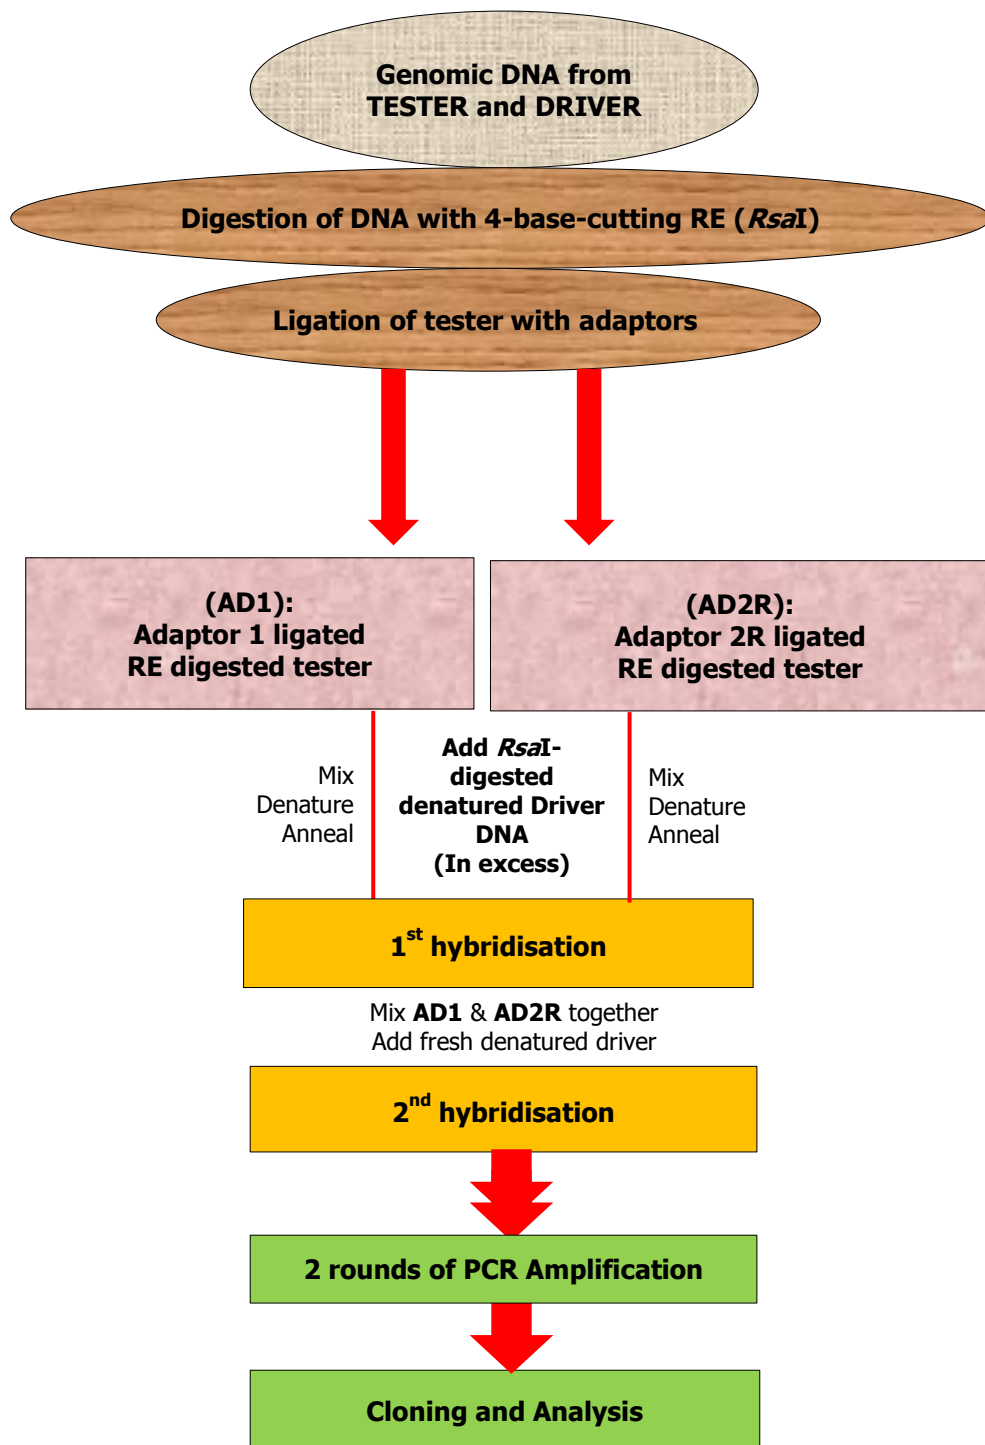 Genomic DNA from
TESTER and DRIVER
Digestion of DNA with 4-base-cutting RE (RsaI)
Ligation of tester with adaptors
(AD1):
Adaptor 1 ligated
RE digested tester
(AD2R):
Adaptor 2R ligated
RE digested tester
Mix
Denature
Anneal
Add RsaI-
digested
denatured Driver
DNA
(In excess)
Mix
Denature
Anneal
1st hybridisation
Mix AD1 & AD2R together
Add fresh denatured driver
2nd hybridisation
2 rounds of PCR Amplification
Cloning and Analysis